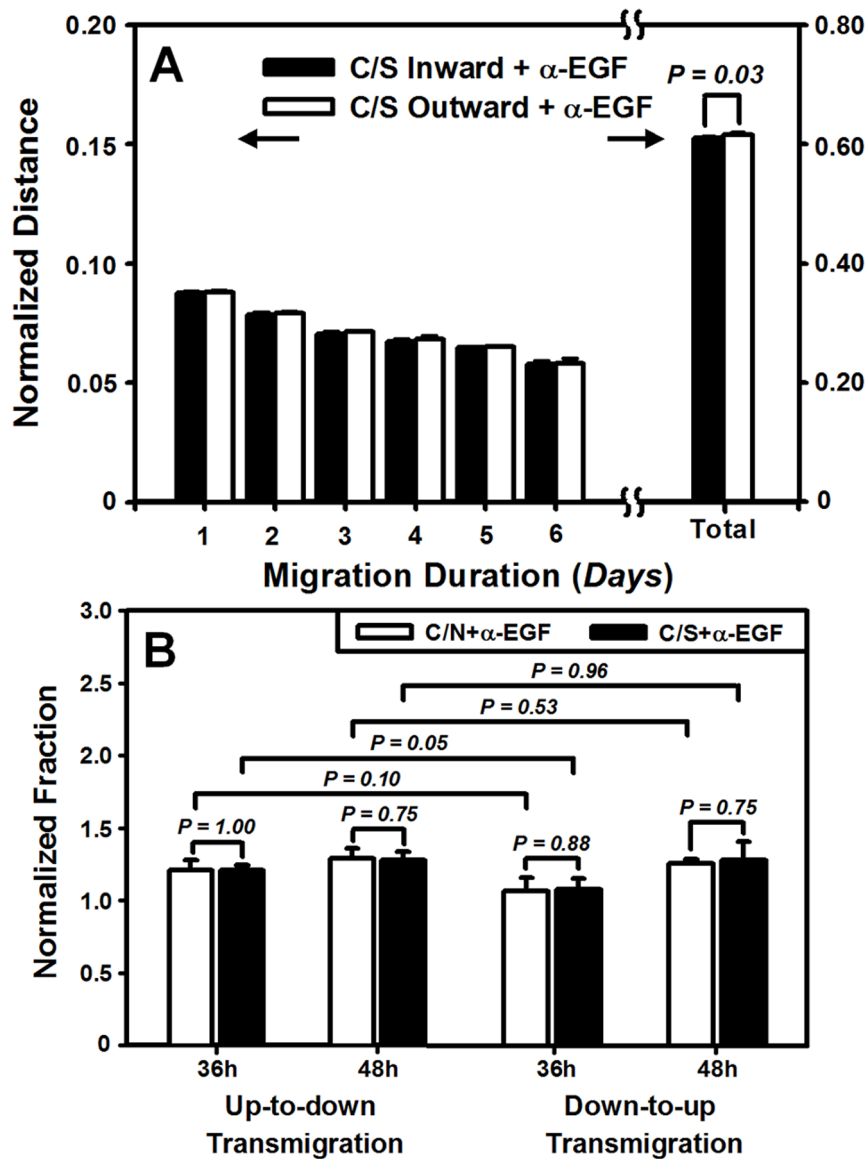 A
C/S Inward + α-EGF
C/S Outward + α-EGF
P = 0.03
Normalized Distance
0.20
0.15
0.10
0.05
0
0.80
0.60
0.40
0.20
0
1 2 3 4 5 6 Total
Migration Duration (Days)
B
C/N+α-EGF C/S+α-EGF
Normalized Fraction
3.0
2.5
2.0
1.5
1.0
0.5
0
P = 0.96
P = 0.53
P = 0.05
P = 0.10
P = 1.00
P = 0.75
P = 0.88
P = 0.75
36h 48h 36h 48h
Up-to-down Down-to-up
Transmigration Transmigration